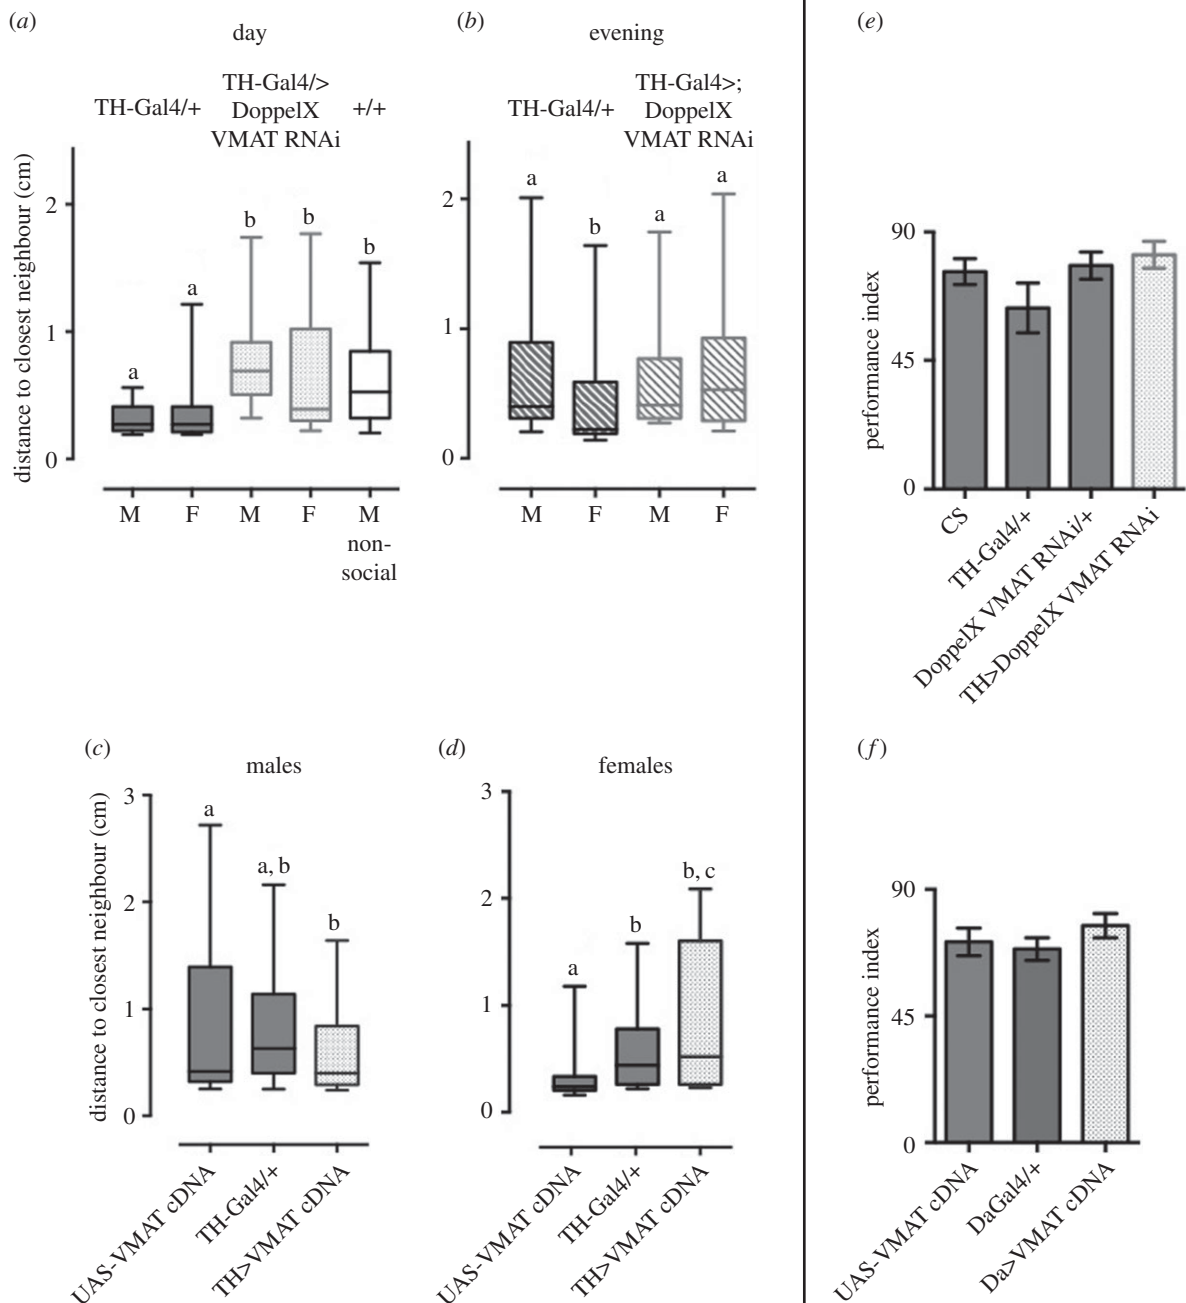 (a)
day
TH-Gal4/+
TH-Gal4/>
DoppelX
VMAT RNAi
+/+
distance to closest neighbour (cm)
2
1
0
a
a
b
b
b
M
F
M
F
M
non-
social
(b)
evening
TH-Gal4/+
TH-Gal4>;
DoppelX
VMAT RNAi
2
1
0
a
b
a
a
M
F
M
F
(e)
performance index
90
45
0
CS
TH-Gal4/+
DoppelX VMAT RNAi/+
TH>DoppelX VMAT RNAi
(c)
males
distance to closest neighbour (cm)
3
2
1
0
a
a, b
b
UAS-VMAT cDNA
TH-Gal4/+
TH>VMAT cDNA
(d)
females
3
2
1
0
a
b
b, c
UAS-VMAT cDNA
TH-Gal4/+
TH>VMAT cDNA
(f)
performance index
90
45
0
UAS-VMAT cDNA
DaGal4/+
Da>VMAT cDNA